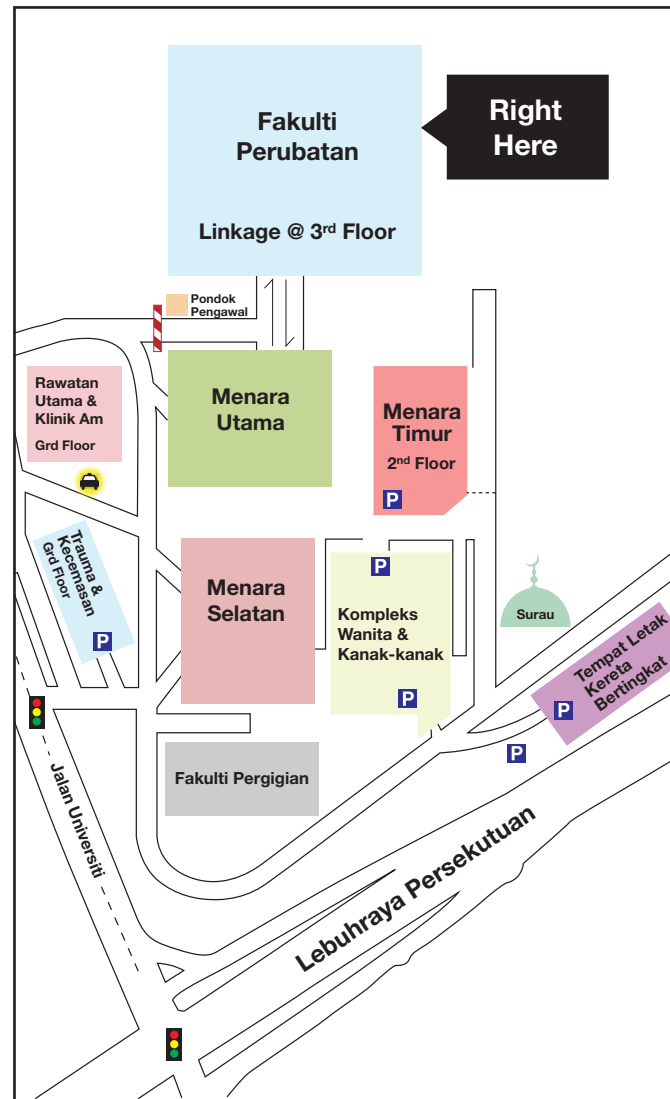 Fakulti
Perubatan
Right
Here
Linkage @ 3rd Floor
Pondok
Pengawal
Rawatan
Utama &
Klinik Am
Grd Floor
Menara
Utama
Menara
Timur
2nd Floor
P
Trauma &
Kecemasan
Grd Floor
P
Menara
Selatan
P
Kompleks
Wanita &
Kanak-kanak
P
Surau
Tempat Letak
Kereta
Bertingkat
P
P
Fakulti Pergigian
Jalan Universiti
Lebuhraya Persekutuan